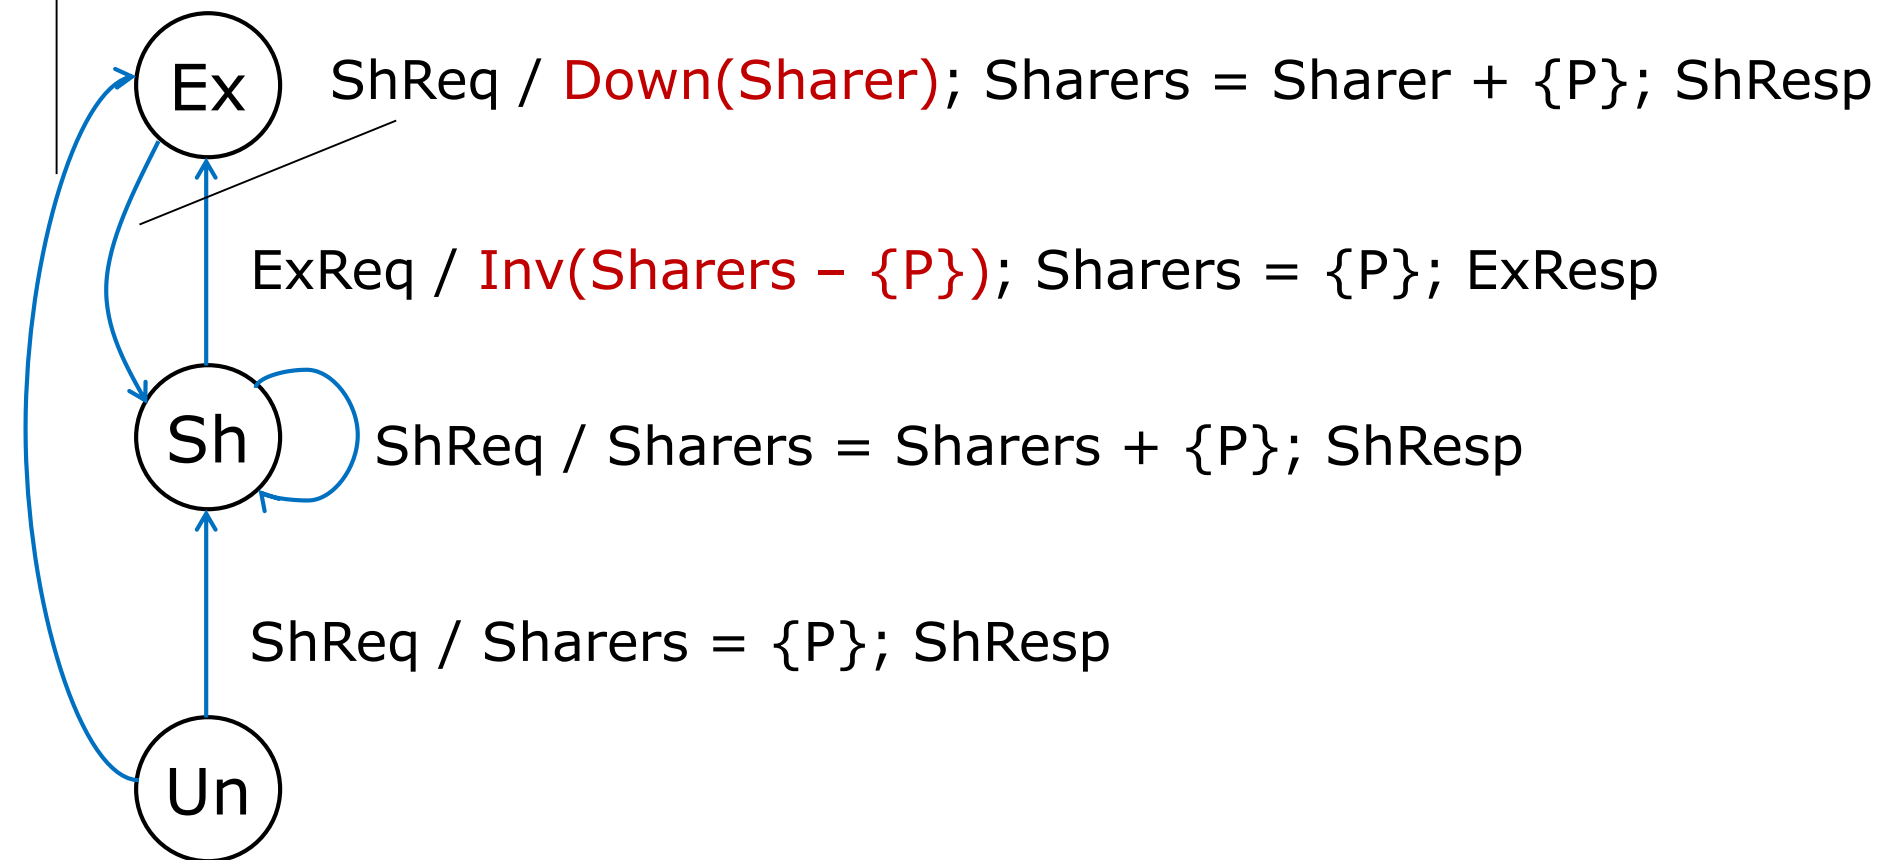 Ex
ShReq / Down(Sharer); Sharers = Sharer + {P}; ShResp
ExReq / Inv(Sharers – {P}); Sharers = {P}; ExResp
Sh
ShReq / Sharers = Sharers + {P}; ShResp
ShReq / Sharers = {P}; ShResp
Un